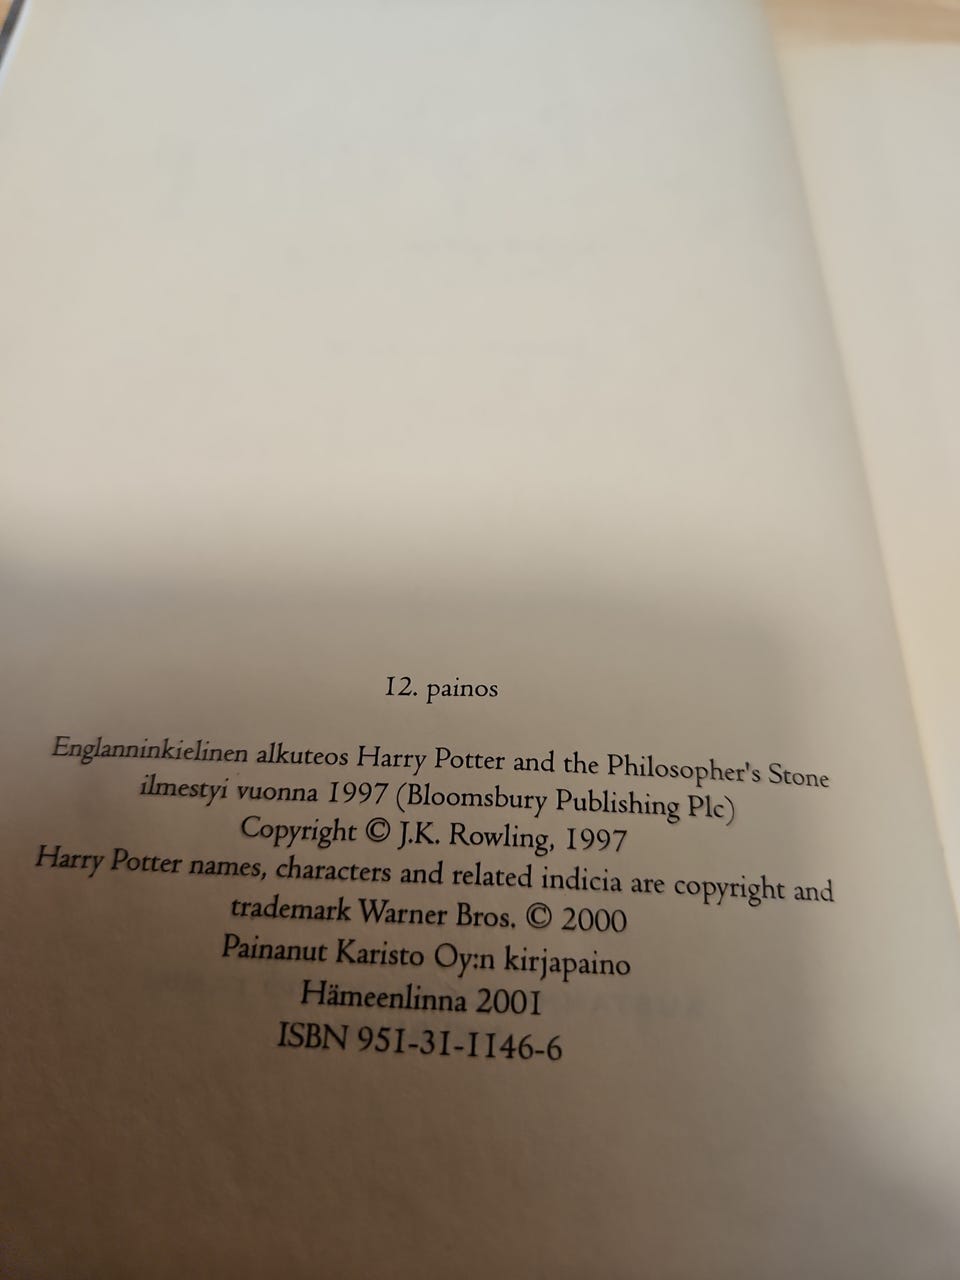 12. painos
Englanninkielinen alkuteos Harry Potter and the Philosopher's Stone
ilmestyi vuonna 1997 (Bloomsbury Publishing Plc)
Copyright © J.K. Rowling, 1997
Harry Potter names, characters and related indicia are copyright and
trademark Warner Bros. © 2000
Painanut Karisto Oy:n kirjapaino
Hämeenlinna 2001
ISBN 951-31-1146-6